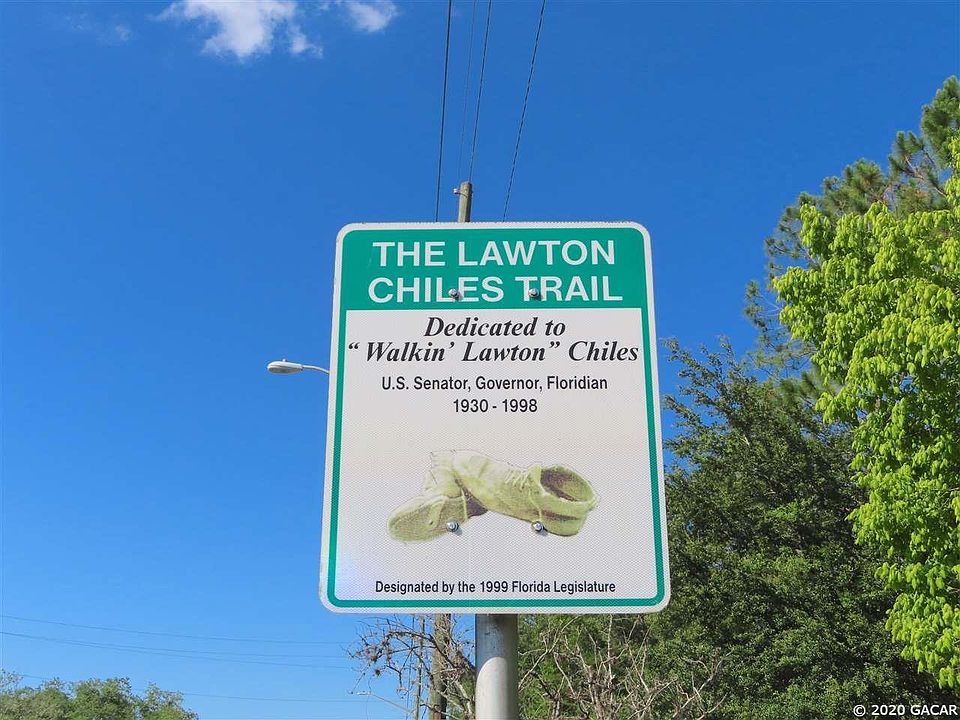 THE LAWTON
CHILES TRAIL
Dedicated to
“Walkin’ Lawton” Chiles
U.S. Senator, Governor, Floridian
1930 - 1998
Designated by the 1999 Florida Legislature
© 2020 GACAR